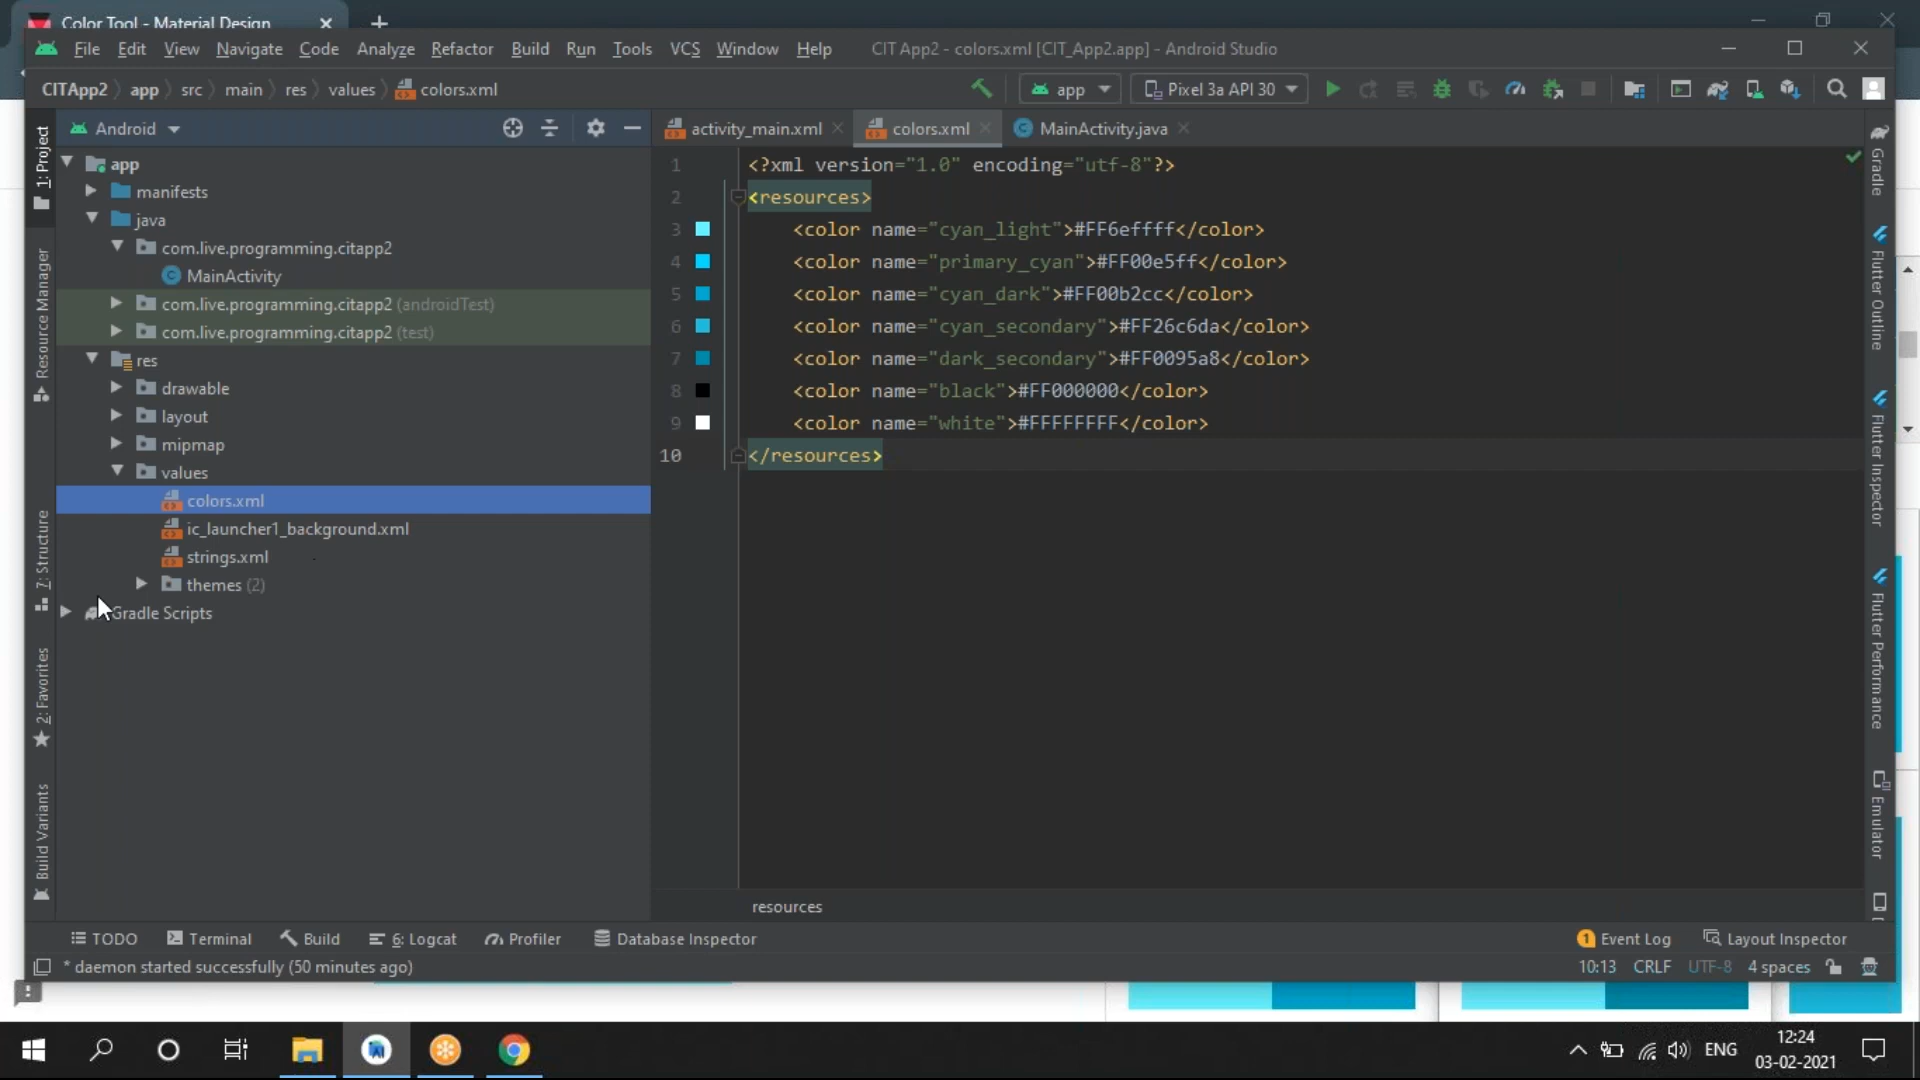 Color Tool - Material Design
File Edit View Navigate Code Analyze Refactor Build Run Tools VCS Window Help CIT App2 - colors.xml [CIT_App2.app] - Android Studio
CITApp2 app src main res values colors.xml app Pixel 3a API 30
Android activity_main.xml colors.xml MainActivity.java
1: Project
Resource Manager
7: Structure
2: Favorites
Build Variants
app
manifests
java
com.live.programming.citapp2
MainActivity
com.live.programming.citapp2 (androidTest)
com.live.programming.citapp2 (test)
res
drawable
layout
mipmap
values
colors.xml
ic_launcher1_background.xml
strings.xml
themes (2)
Gradle Scripts
1 <?xml version="1.0" encoding="utf-8"?>
2 <resources>
3 <color name="cyan_light">#FF6effff</color>
4 <color name="primary_cyan">#FF00e5ff</color>
5 <color name="cyan_dark">#FF00b2cc</color>
6 <color name="cyan_secondary">#FF26c6da</color>
7 <color name="dark_secondary">#FF0095a8</color>
8 <color name="black">#FF000000</color>
9 <color name="white">#FFFFFFFF</color>
10 </resources>
Gradle
Flutter Outline
Flutter Inspector
Flutter Performance
Emulator
resources
TODO Terminal Build 6: Logcat Profiler Database Inspector 1 Event Log Layout Inspector
* daemon started successfully (50 minutes ago) 10:13 CRLF UTF-8 4 spaces
ENG 12:24
03-02-2021